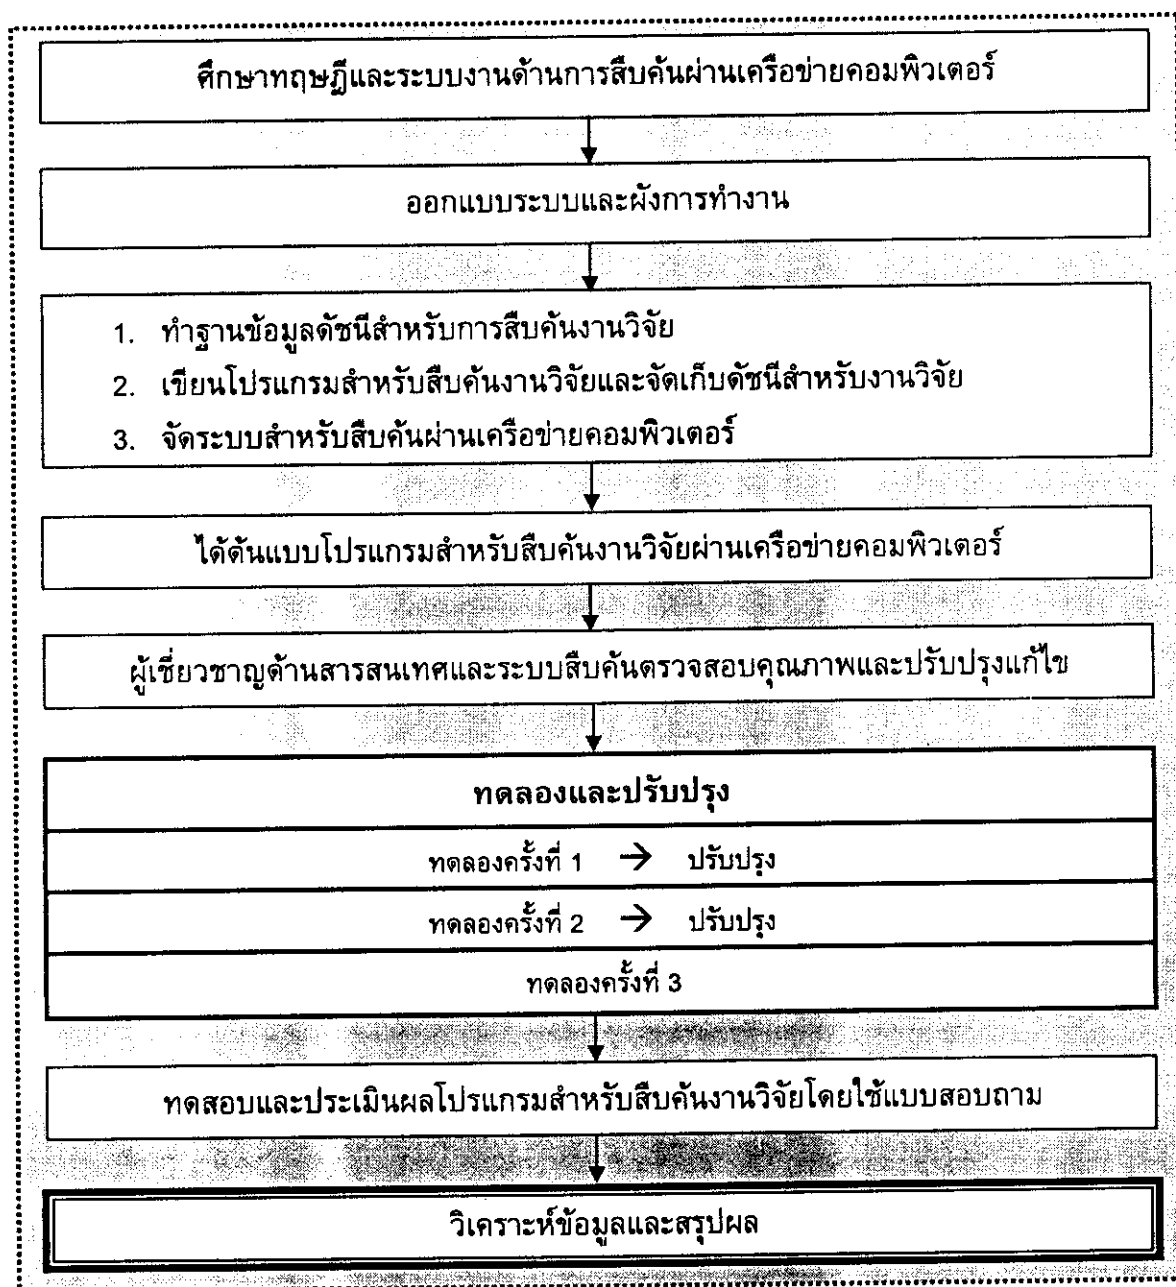 ศึกษาทฤษฎีและระบบงานด้านการสืบค้นผ่านเครือข่ายคอมพิวเตอร์
ออกแบบระบบและผังการทำงาน
1. ทำฐานข้อมูลดัชนีสำหรับการสืบค้นงานวิจัย
2. เขียนโปรแกรมสำหรับสืบค้นงานวิจัยและจัดเก็บดัชนีสำหรับงานวิจัย
3. จัดระบบสำหรับสืบค้นผ่านเครือข่ายคอมพิวเตอร์
ได้ต้นแบบโปรแกรมสำหรับสืบค้นงานวิจัยผ่านเครือข่ายคอมพิวเตอร์
ผู้เชี่ยวชาญด้านสารสนเทศและระบบสืบค้นตรวจสอบคุณภาพและปรับปรุงแก้ไข
ทดลองและปรับปรุง
ทดลองครั้งที่ 1 → ปรับปรุง
ทดลองครั้งที่ 2 → ปรับปรุง
ทดลองครั้งที่ 3
ทดสอบและประเมินผลโปรแกรมสำหรับสืบค้นงานวิจัยโดยใช้แบบสอบถาม
วิเคราะห์ข้อมูลและสรุปผล